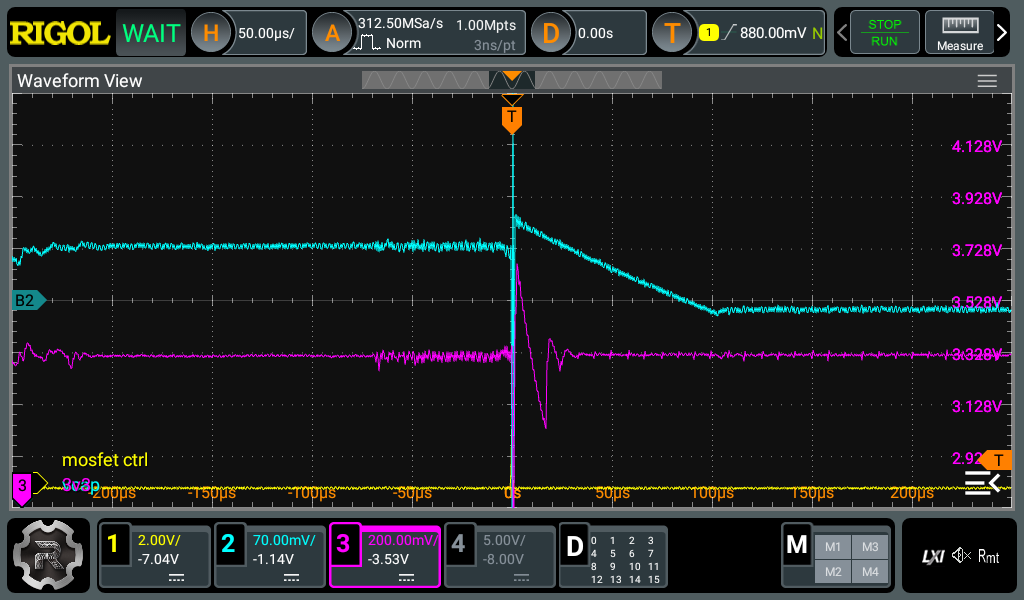 RIGOL WAIT H 50.00µs/ A 312.50MSa/s 1.00Mpts D 0.00s T 1 880.00mV N STOP
Norm 3ns/pt RUN Measure
Waveform View
T
4.128V
3.928V
3.728V
B2
3.528V
3.328V
3.128V
mosfet ctrl
T
3
-200µs -150µs -100µs -50µs 0s 50µs 100µs 150µs 200µs
1 2.00V/ 2 70.00mV/ 3 200.00mV/ 4 5.00V/ D 0 1 2 3 M M1 M3
-7.04V -1.14V -3.53V -8.00V 4 5 6 7 LXI Rmt
8 9 10 11 M2 M4
12 13 14 15